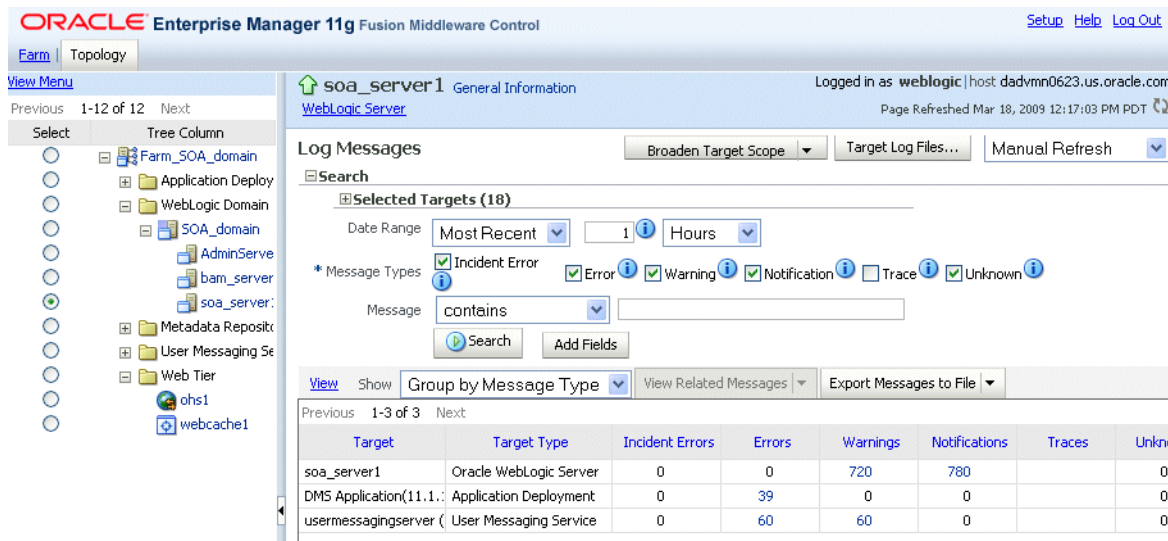 ORACLE Enterprise Manager 11g Fusion Middleware Control
Setup Help Log Out
Farm | Topology
View Menu
Previous 1-12 of 12 Next
Select Tree Column
Farm_SOA_domain
Application Deploy
WebLogic Domain
SOA_domain
AdminServe
bam_server
soa_server:
Metadata Reposito
User Messaging Se
Web Tier
ohs1
webcache1
soa_server1 General Information
WebLogic Server
Logged in as weblogic | host dadvmn0623.us.oracle.com
Page Refreshed Mar 18, 2009 12:17:03 PM PDT
Log Messages
Broaden Target Scope Target Log Files... Manual Refresh
Search
Selected Targets (18)
Date Range Most Recent 1 Hours
* Message Types Incident Error Error Warning Notification Trace Unknown
Message contains
Search Add Fields
View Show Group by Message Type View Related Messages Export Messages to File
Previous 1-3 of 3 Next
Target Target Type Incident Errors Errors Warnings Notifications Traces Unkn
soa_server1 Oracle WebLogic Server 0 0 720 780 0
DMS Application(11.1.: Application Deployment 0 39 0 0 0
usermessagingserver ( User Messaging Service 0 60 60 0 0